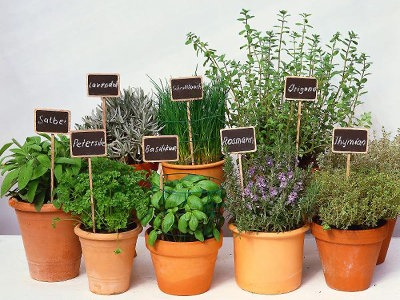 Lavendel
Schnittlauch
Oregano
Salbei
Petersilie
Basilikum
Rosmarin
Thymian